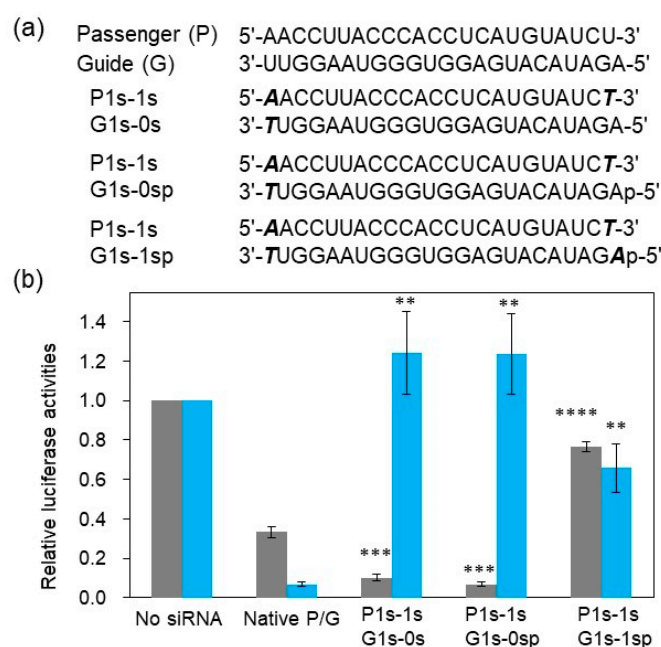 (a)
Passenger (P) 5'-AACCUUACCCACCUCAUGUAUCU-3'
Guide (G) 3'-UUGGAAUGGGUGGAGUACAUAGA-5'
P1s-1s 5'-AACCUUACCCACCUCAUGUAUCT-3'
G1s-0s 3'-TUGGAAUGGGUGGAGUACAUAGA-5'
P1s-1s 5'-AACCUUACCCACCUCAUGUAUCT-3'
G1s-0sp 3'-TUGGAAUGGGUGGAGUACAUAGAp-5'
P1s-1s 5'-AACCUUACCCACCUCAUGUAUCT-3'
G1s-1sp 3'-TUGGAAUGGGUGGAGUACAUAGAp-5'
(b)
Relative luciferase activities
1.4
1.2
1.0
0.8
0.6
0.4
0.2
0.0
**
**
****
**
***
***
No siRNA
Native P/G
P1s-1s
G1s-0s
P1s-1s
G1s-0sp
P1s-1s
G1s-1sp